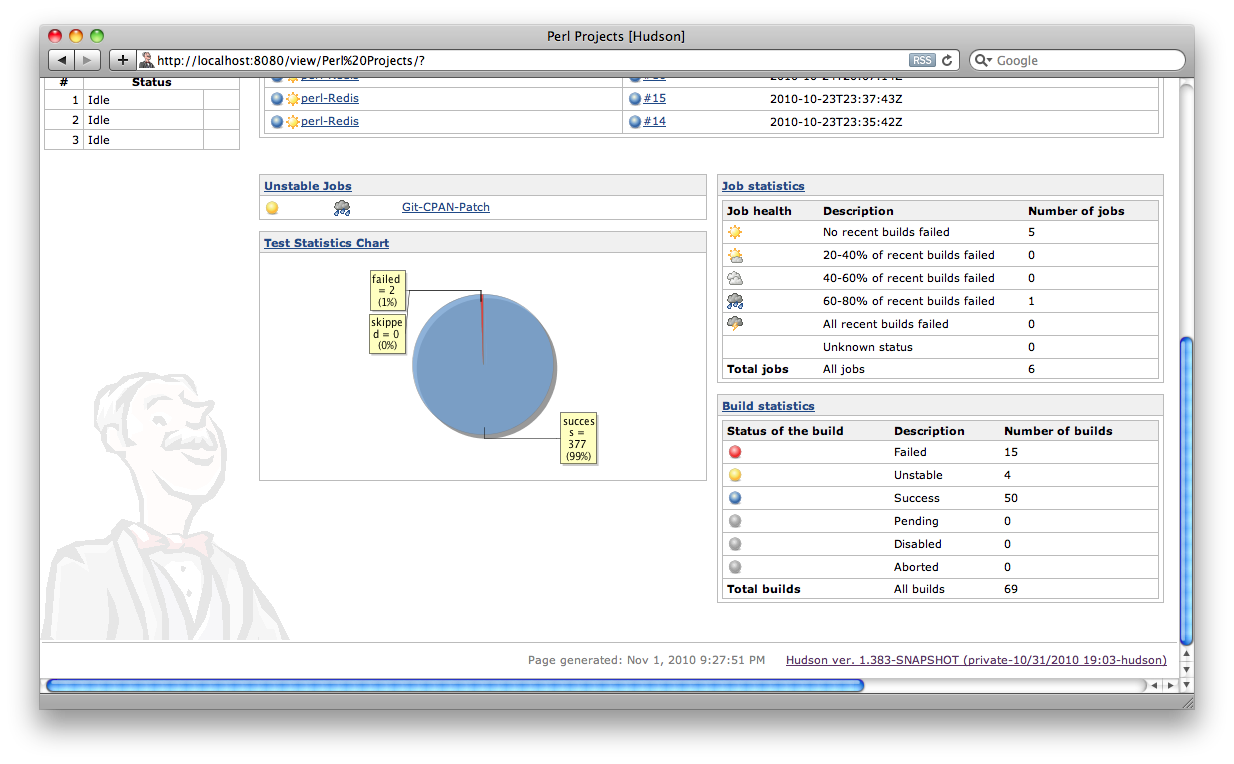 Perl Projects [Hudson]
http://localhost:8080/view/Perl%20Projects/?
RSS
Google
# Status
1 Idle
2 Idle
3 Idle
perl-Redis
perl-Redis #15 2010-10-23T23:37:43Z
perl-Redis #14 2010-10-23T23:35:42Z
Unstable Jobs
Git-CPAN-Patch
Test Statistics Chart
failed
= 2
(1%)
skippe
d = 0
(0%)
succes
s =
377
(99%)
Job statistics
Job health Description Number of jobs
No recent builds failed 5
20-40% of recent builds failed 0
40-60% of recent builds failed 0
60-80% of recent builds failed 1
All recent builds failed 0
Unknown status 0
Total jobs All jobs 6
Build statistics
Status of the build Description Number of builds
Failed 15
Unstable 4
Success 50
Pending 0
Disabled 0
Aborted 0
Total builds All builds 69
Page generated: Nov 1, 2010 9:27:51 PM Hudson ver. 1.383-SNAPSHOT (private-10/31/2010 19:03-hudson)